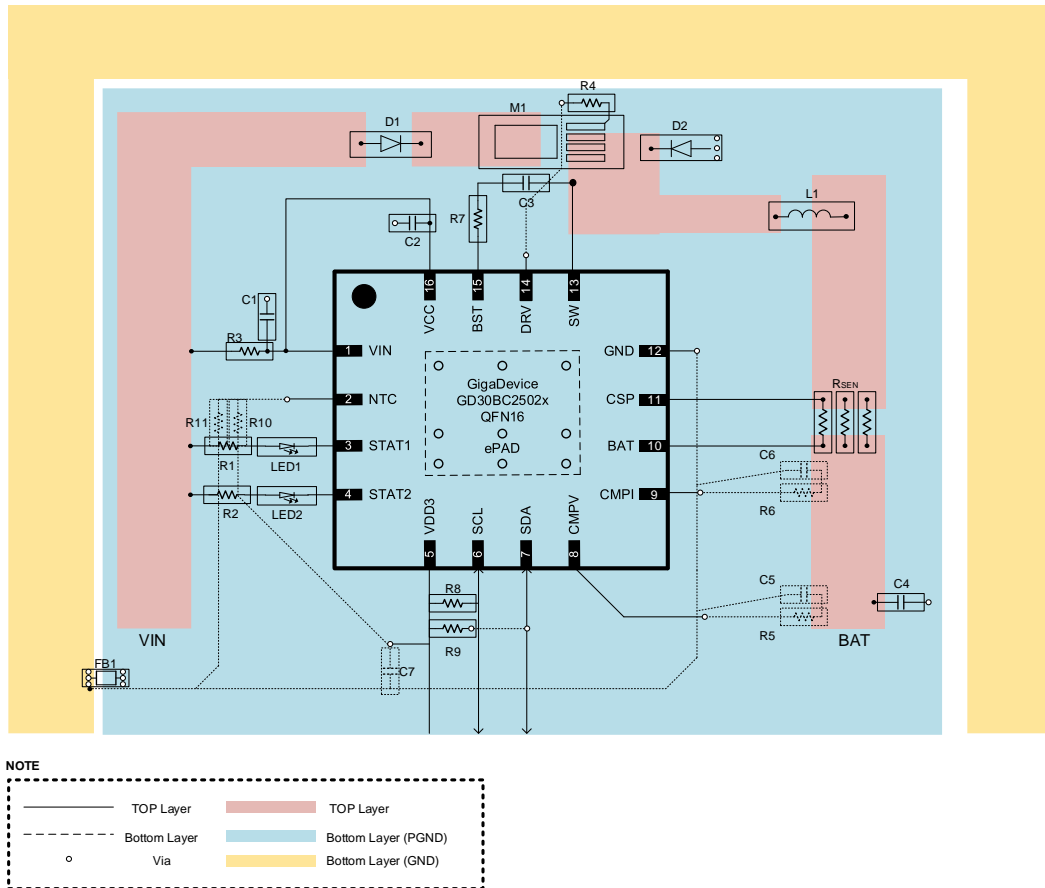 R4
M1
D1
D2
C3
L1
R7
C2
16
15
14
13
VCC
BST
DRV
SW
C1
R3
1
VIN
GND
12
GigaDevice
GD30BC2502x
QFN16
ePAD
2
NTC
CSP
11
RSEN
R11
R10
3
STAT1
BAT
10
R1
LED1
C6
4
STAT2
CMPI
9
R2
LED2
R6
VDD3
SCL
SDA
CMPV
5
6
7
8
R8
C5
C4
R9
R5
VIN
BAT
FB1
C7
NOTE
TOP Layer
TOP Layer
Bottom Layer
Bottom Layer (PGND)
Via
Bottom Layer (GND)